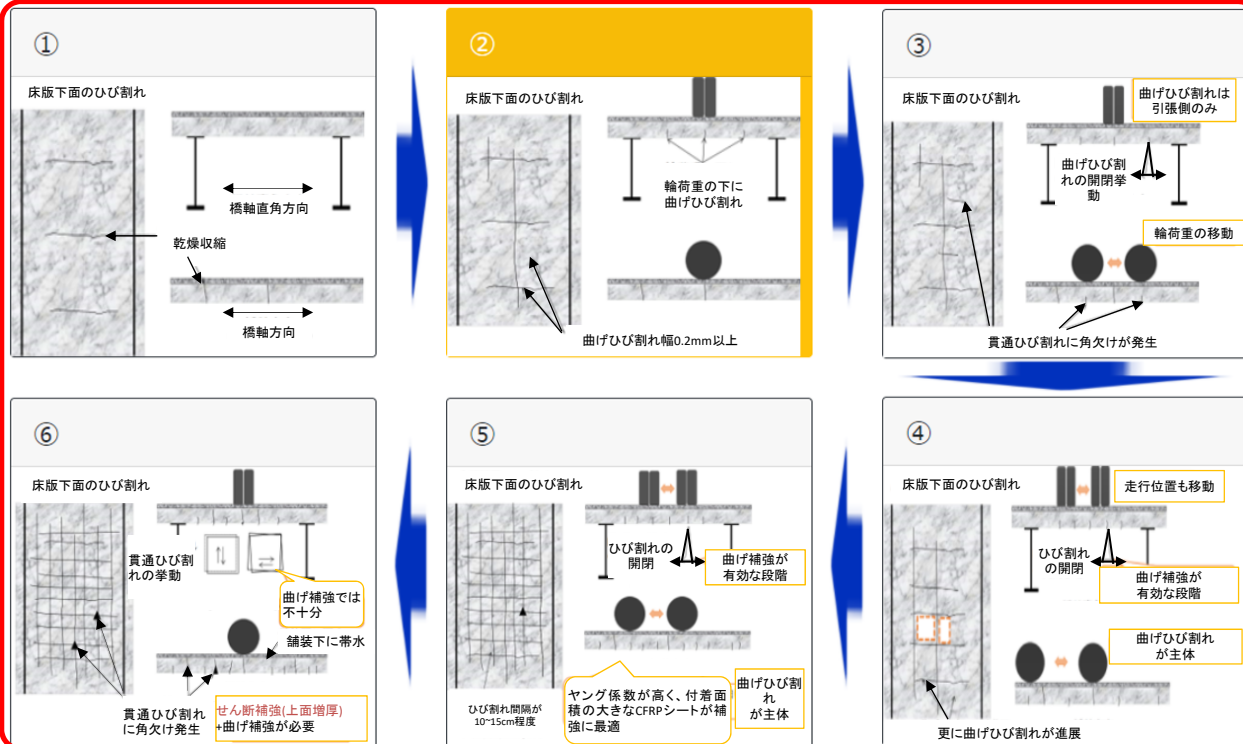 ①
床版下面のひび割れ
橋軸直角方向
乾燥収縮
橋軸方向
②
床版下面のひび割れ
輪荷重の下に
曲げひび割れ
曲げひび割れ幅0.2mm以上
③
床版下面のひび割れ
曲げひび割れは
引張側のみ
曲げひび割
れの開閉挙
動
輪荷重の移動
貫通ひび割れに角欠けが発生
⑥
床版下面のひび割れ
貫通ひび割
れの挙動
曲げ補強では
不十分
舗装下に帯水
貫通ひび割れ
に角欠け発生
せん断補強(上面増厚)
+曲げ補強が必要
⑤
床版下面のひび割れ
ひび割れの
開閉
曲げ補強が
有効な段階
ひび割れ間隔が
10~15cm程度
ヤング係数が高く、付着面
積の大きなCFRPシートが補
強に最適
曲げひび割
れ
が主体
④
床版下面のひび割れ
走行位置も移動
ひび割れ
の開閉
曲げ補強が
有効な段階
曲げひび割れ
が主体
更に曲げひび割れが進展